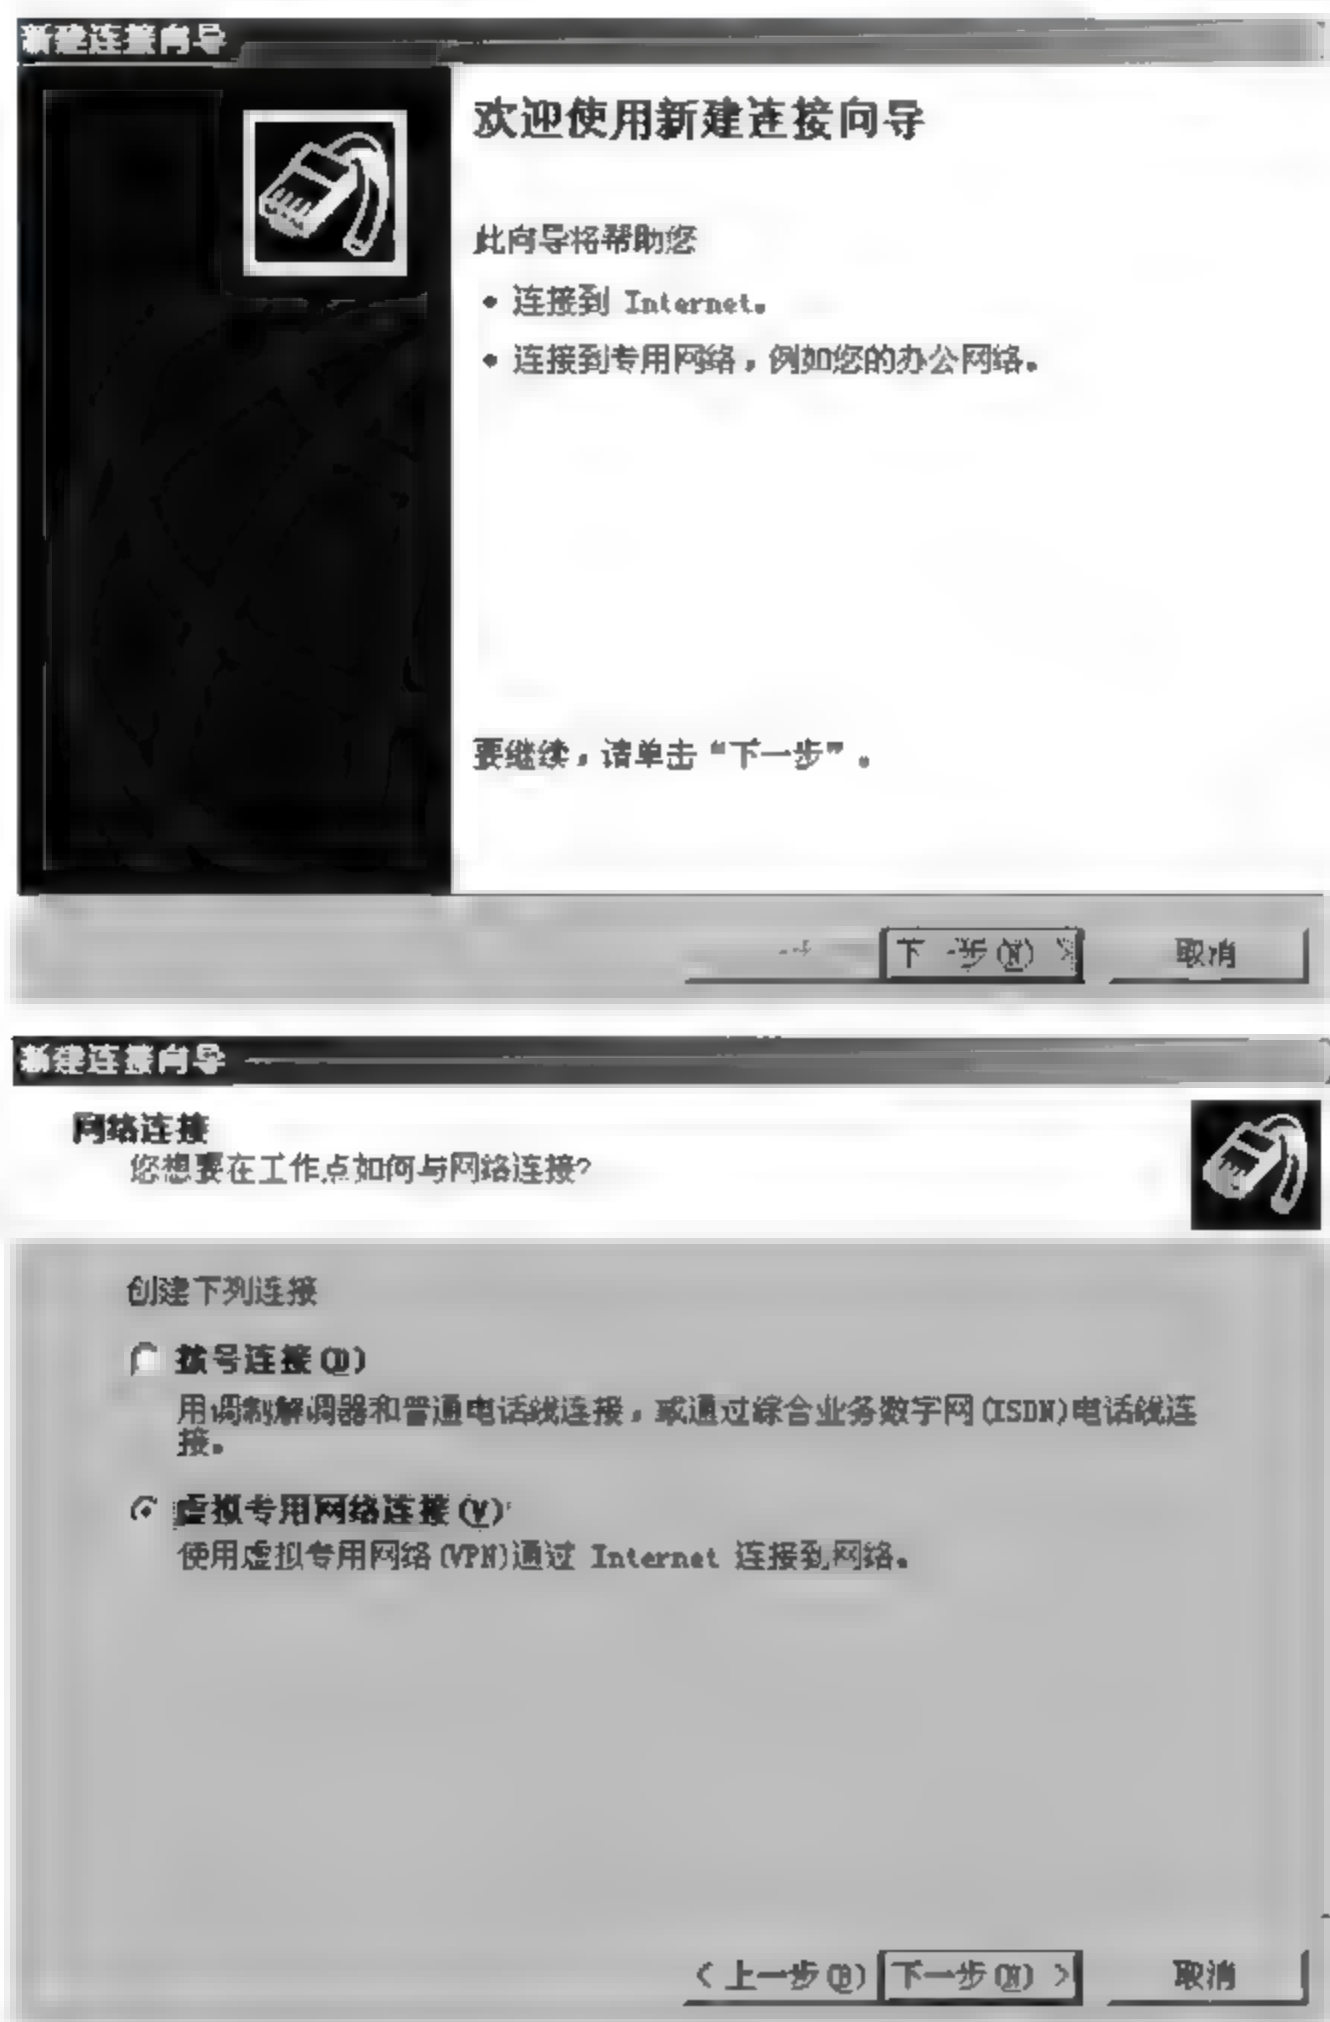 新建连接向导
欢迎使用新建连接向导
此向导将帮助您
• 连接到 Internet。
• 连接到专用网络，例如您的办公网络。
要继续，请单击“下一步”。
下一步(N) >
取消
新建连接向导
网络连接
您想要在工作点如何与网络连接?
创建下列连接
拨号连接(D)
用调制解调器和普通电话线连接，或通过综合业务数字网(ISDN)电话线连
接。
虚拟专用网络连接(V)
使用虚拟专用网络(VPN)通过 Internet 连接到网络。
< 上一步(B)
下一步(N) >
取消